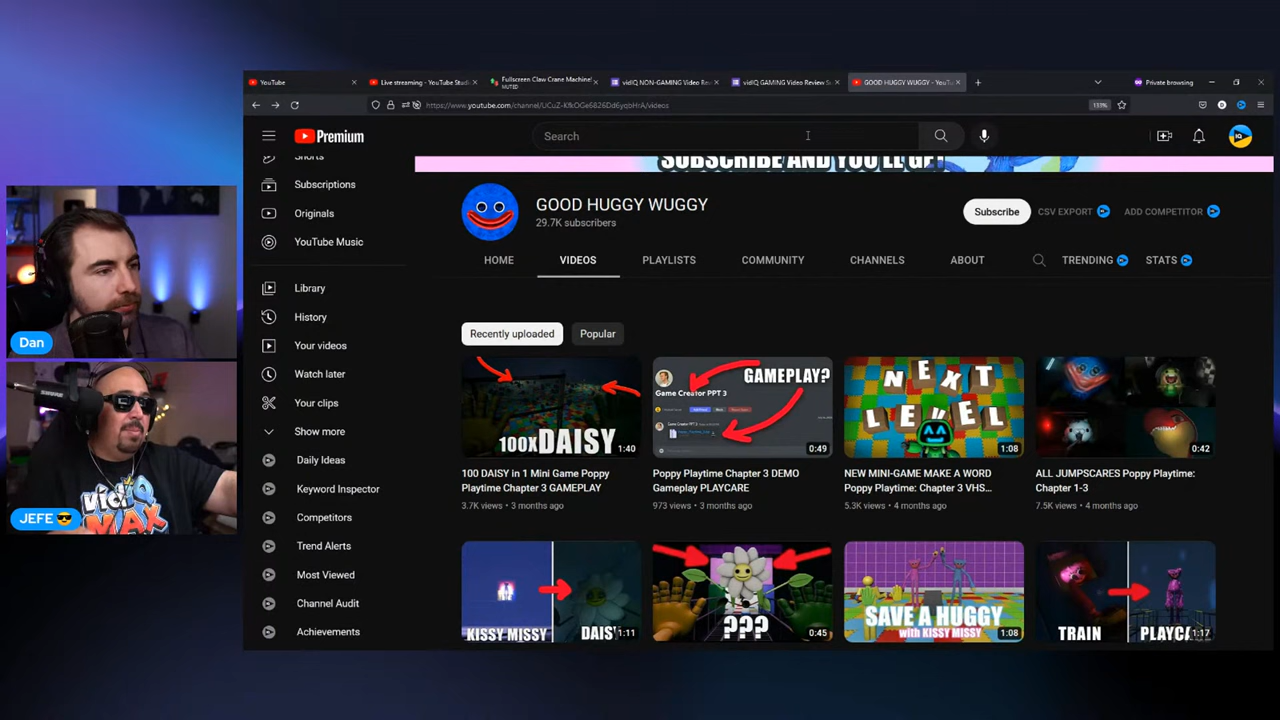 YouTube
Live streaming - YouTube Studi
Fullscreen Claw Crane Machine!
MUTED
vidIQ NON-GAMING Video Re
vidIQ GAMING Video Review S
GOOD HUGGY WUGGY - YouTu
Private browsing
133%
Premium
Search
SUBSCRIBE AND YOU'LL GET
Shorts
Subscriptions
Originals
YouTube Music
Library
History
Your videos
Watch later
Your clips
Show more
Daily Ideas
Keyword Inspector
Competitors
Trend Alerts
Most Viewed
Channel Audit
Achievements
IQ
GOOD HUGGY WUGGY
29.7K subscribers
Subscribe
CSV EXPORT
ADD COMPETITOR
HOME
VIDEOS
PLAYLISTS
COMMUNITY
CHANNELS
ABOUT
TRENDING
STATS
Recently uploaded
Popular
100XDAISY
1:40
100 DAISY in 1 Mini Game Poppy
Playtime Chapter 3 GAMEPLAY
3.7K views • 3 months ago
GAMEPLAY?
Game Creator PPT 3
0:49
Poppy Playtime Chapter 3 DEMO
Gameplay PLAYCARE
973 views • 3 months ago
NEXT
LEVEL
1:08
NEW MINI-GAME MAKE A WORD
Poppy Playtime: Chapter 3 VHS...
5.3K views • 4 months ago
0:42
ALL JUMPSCARES Poppy Playtime:
Chapter 1-3
7.5K views • 4 months ago
KISSY MISSY
DAIS
1:11
???
0:45
SAVE A HUGGY
with KISSY MISSY
1:08
TRAIN
PLAYCA
1:17
Dan
JEFE 😎
vidIQ
MAX